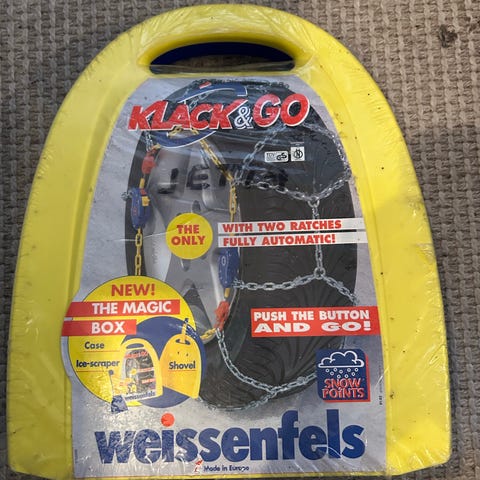 KLACK & GO
JETTA
THE
ONLY
WITH TWO RATCHES
FULLY AUTOMATIC!
NEW!
THE MAGIC
BOX
Case
Ice-scraper
Shovel
PUSH THE BUTTON
AND GO!
SNOW
POINTS
weissenfels
Made in Europe